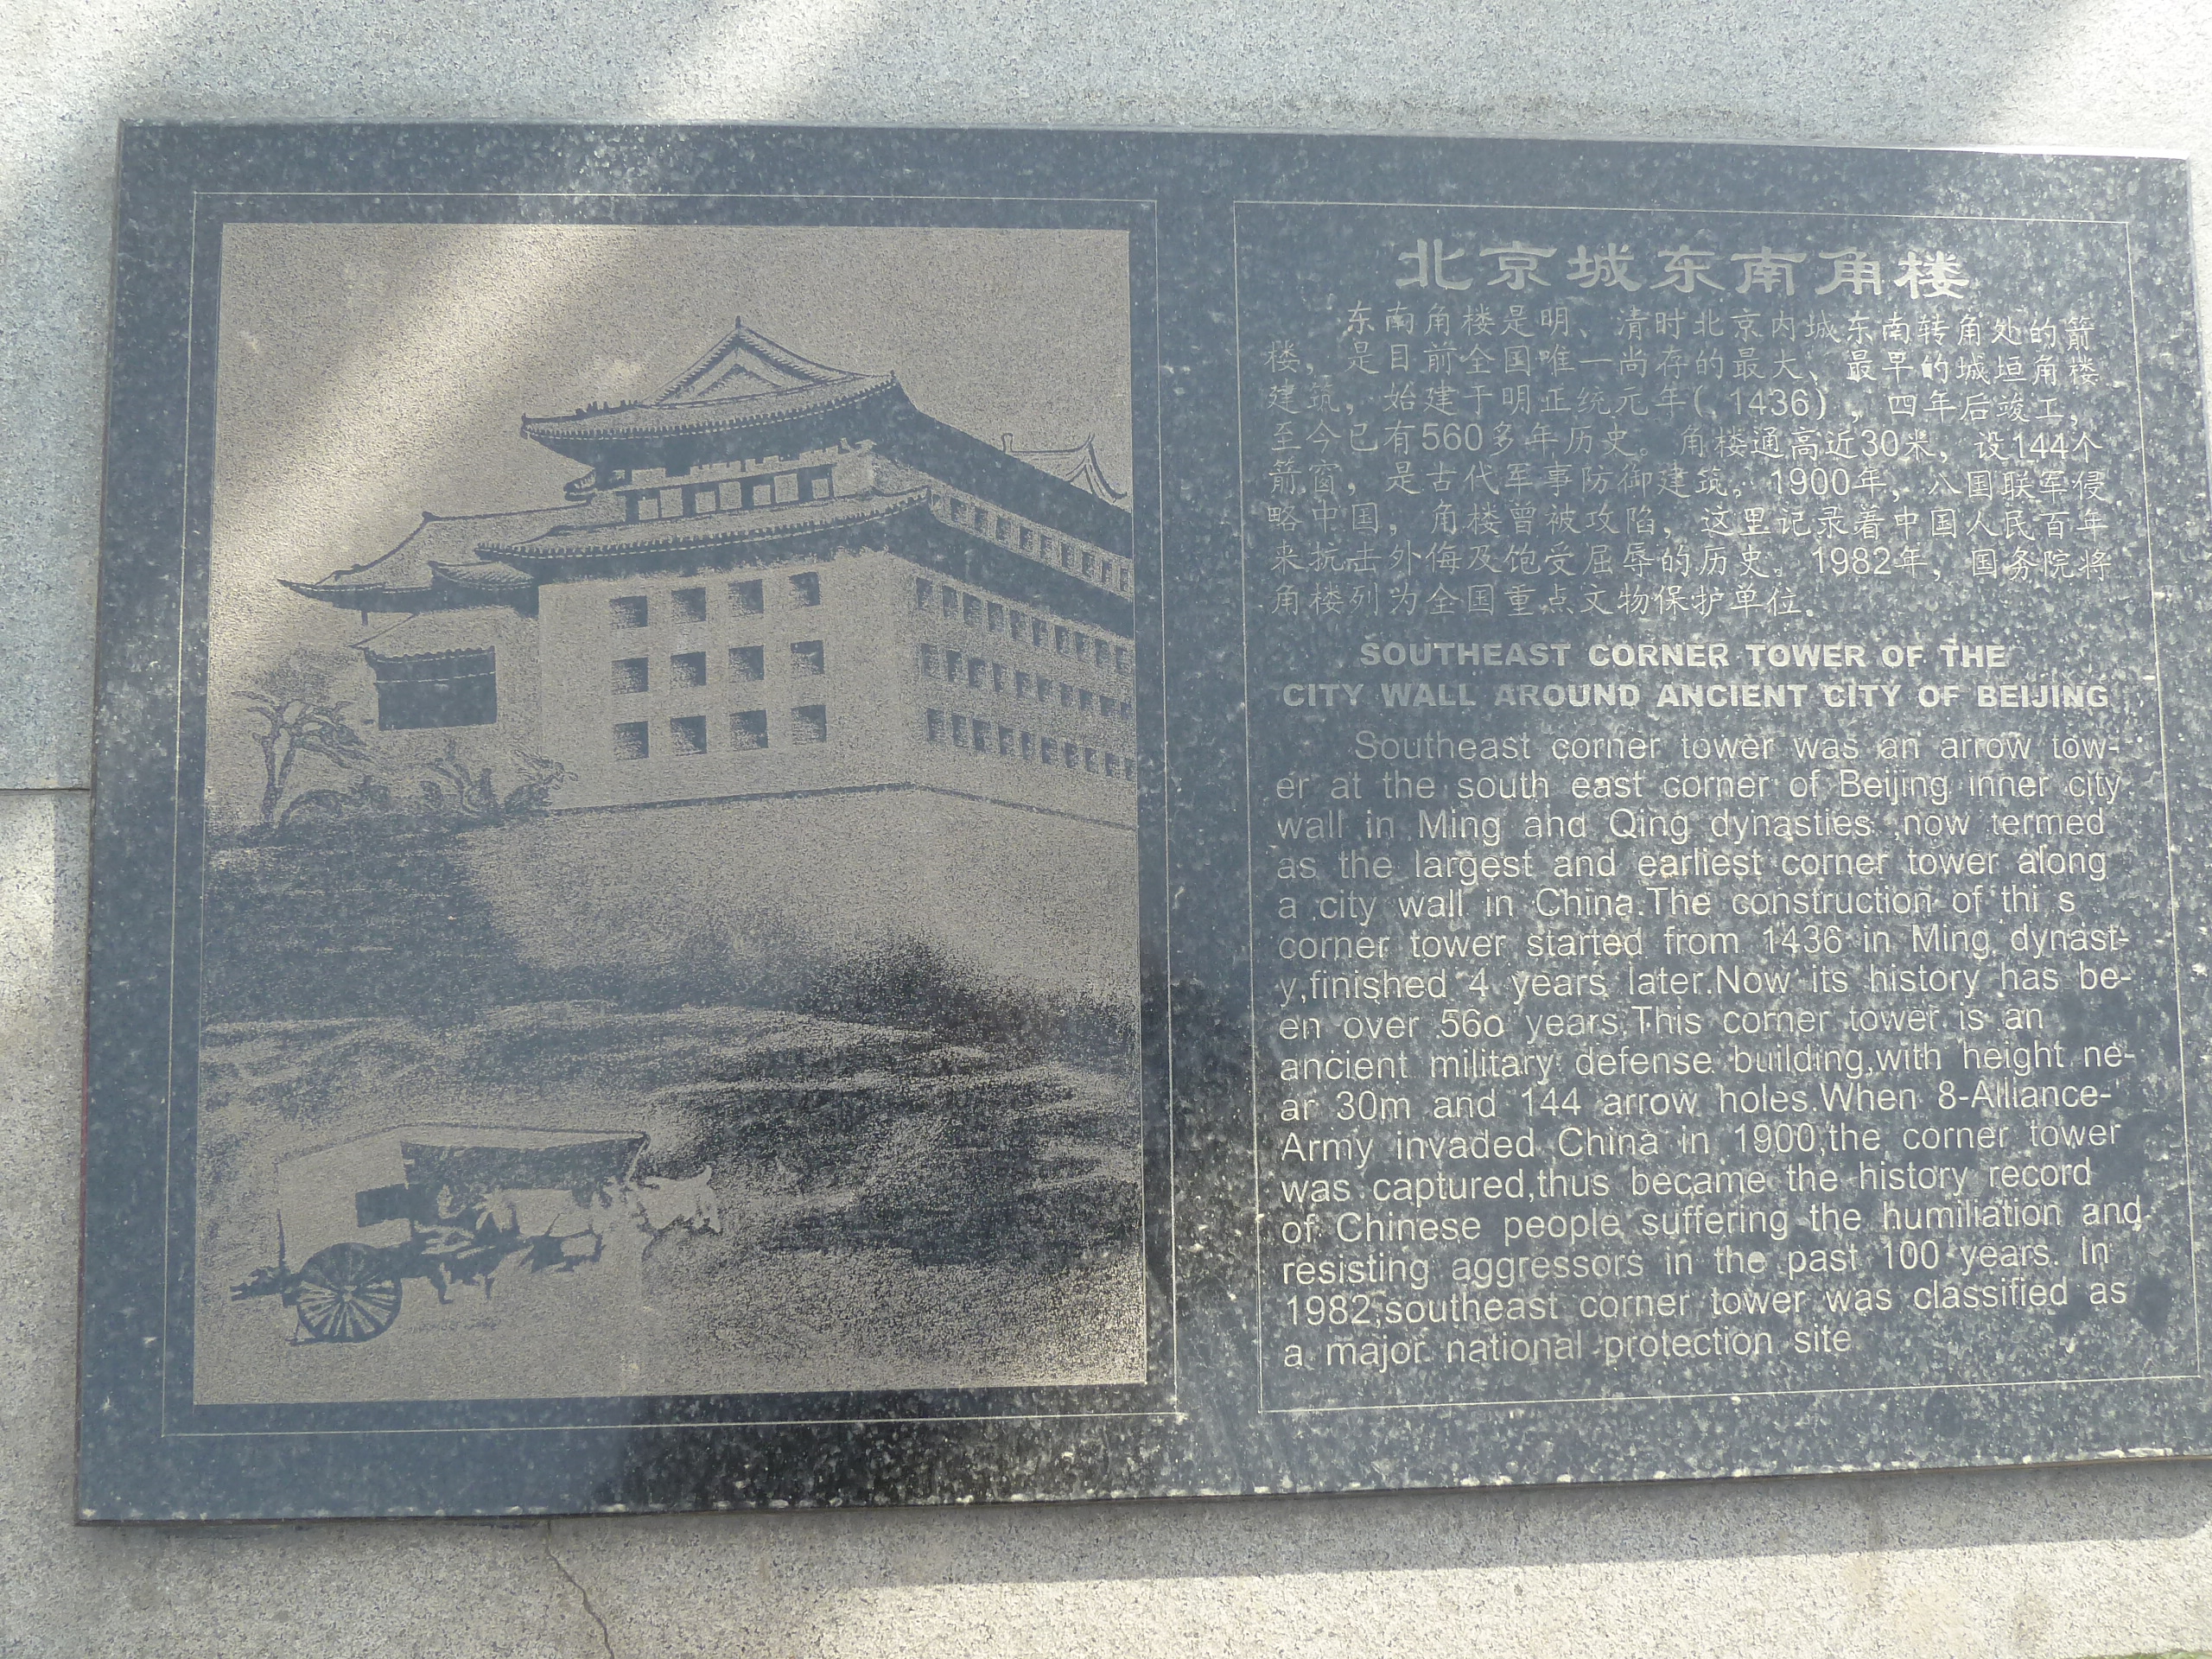 北京城东南角楼
东南角楼是明、清时北京内城东南转角处的箭
楼，是目前全国唯一尚存的最大、最早的城垣角楼
建筑，始建于明正统元年（1436），四年后竣工，
至今已有560多年历史。角楼通高近30米，设144个
箭窗，是古代军事防御建筑。1900年，八国联军侵
略中国，角楼曾被攻陷，这里记录着中国人民百年
来抗击外侮及饱受屈辱的历史。1982年，国务院将
角楼列为全国重点文物保护单位。
SOUTHEAST CORNER TOWER OF THE
CITY WALL AROUND ANCIENT CITY OF BEIJING
Southeast corner tower was an arrow tow-
er at the south east corner of Beijing inner city
wall in Ming and Qing dynasties ,now termed
as the largest and earliest corner tower along
a city wall in China.The construction of thi s
corner tower started from 1436 in Ming dynast-
y,finished 4 years later.Now its history has be-
en over 56o years.This corner tower is an
ancient military defense building,with height ne-
ar 30m and 144 arrow holes.When 8-Alliance-
Army invaded China in 1900,the corner tower
was captured,thus became the history record
of Chinese people suffering the humiliation and
resisting aggressors in the past 100 years. In
1982,southeast corner tower was classified as
a major national protection site